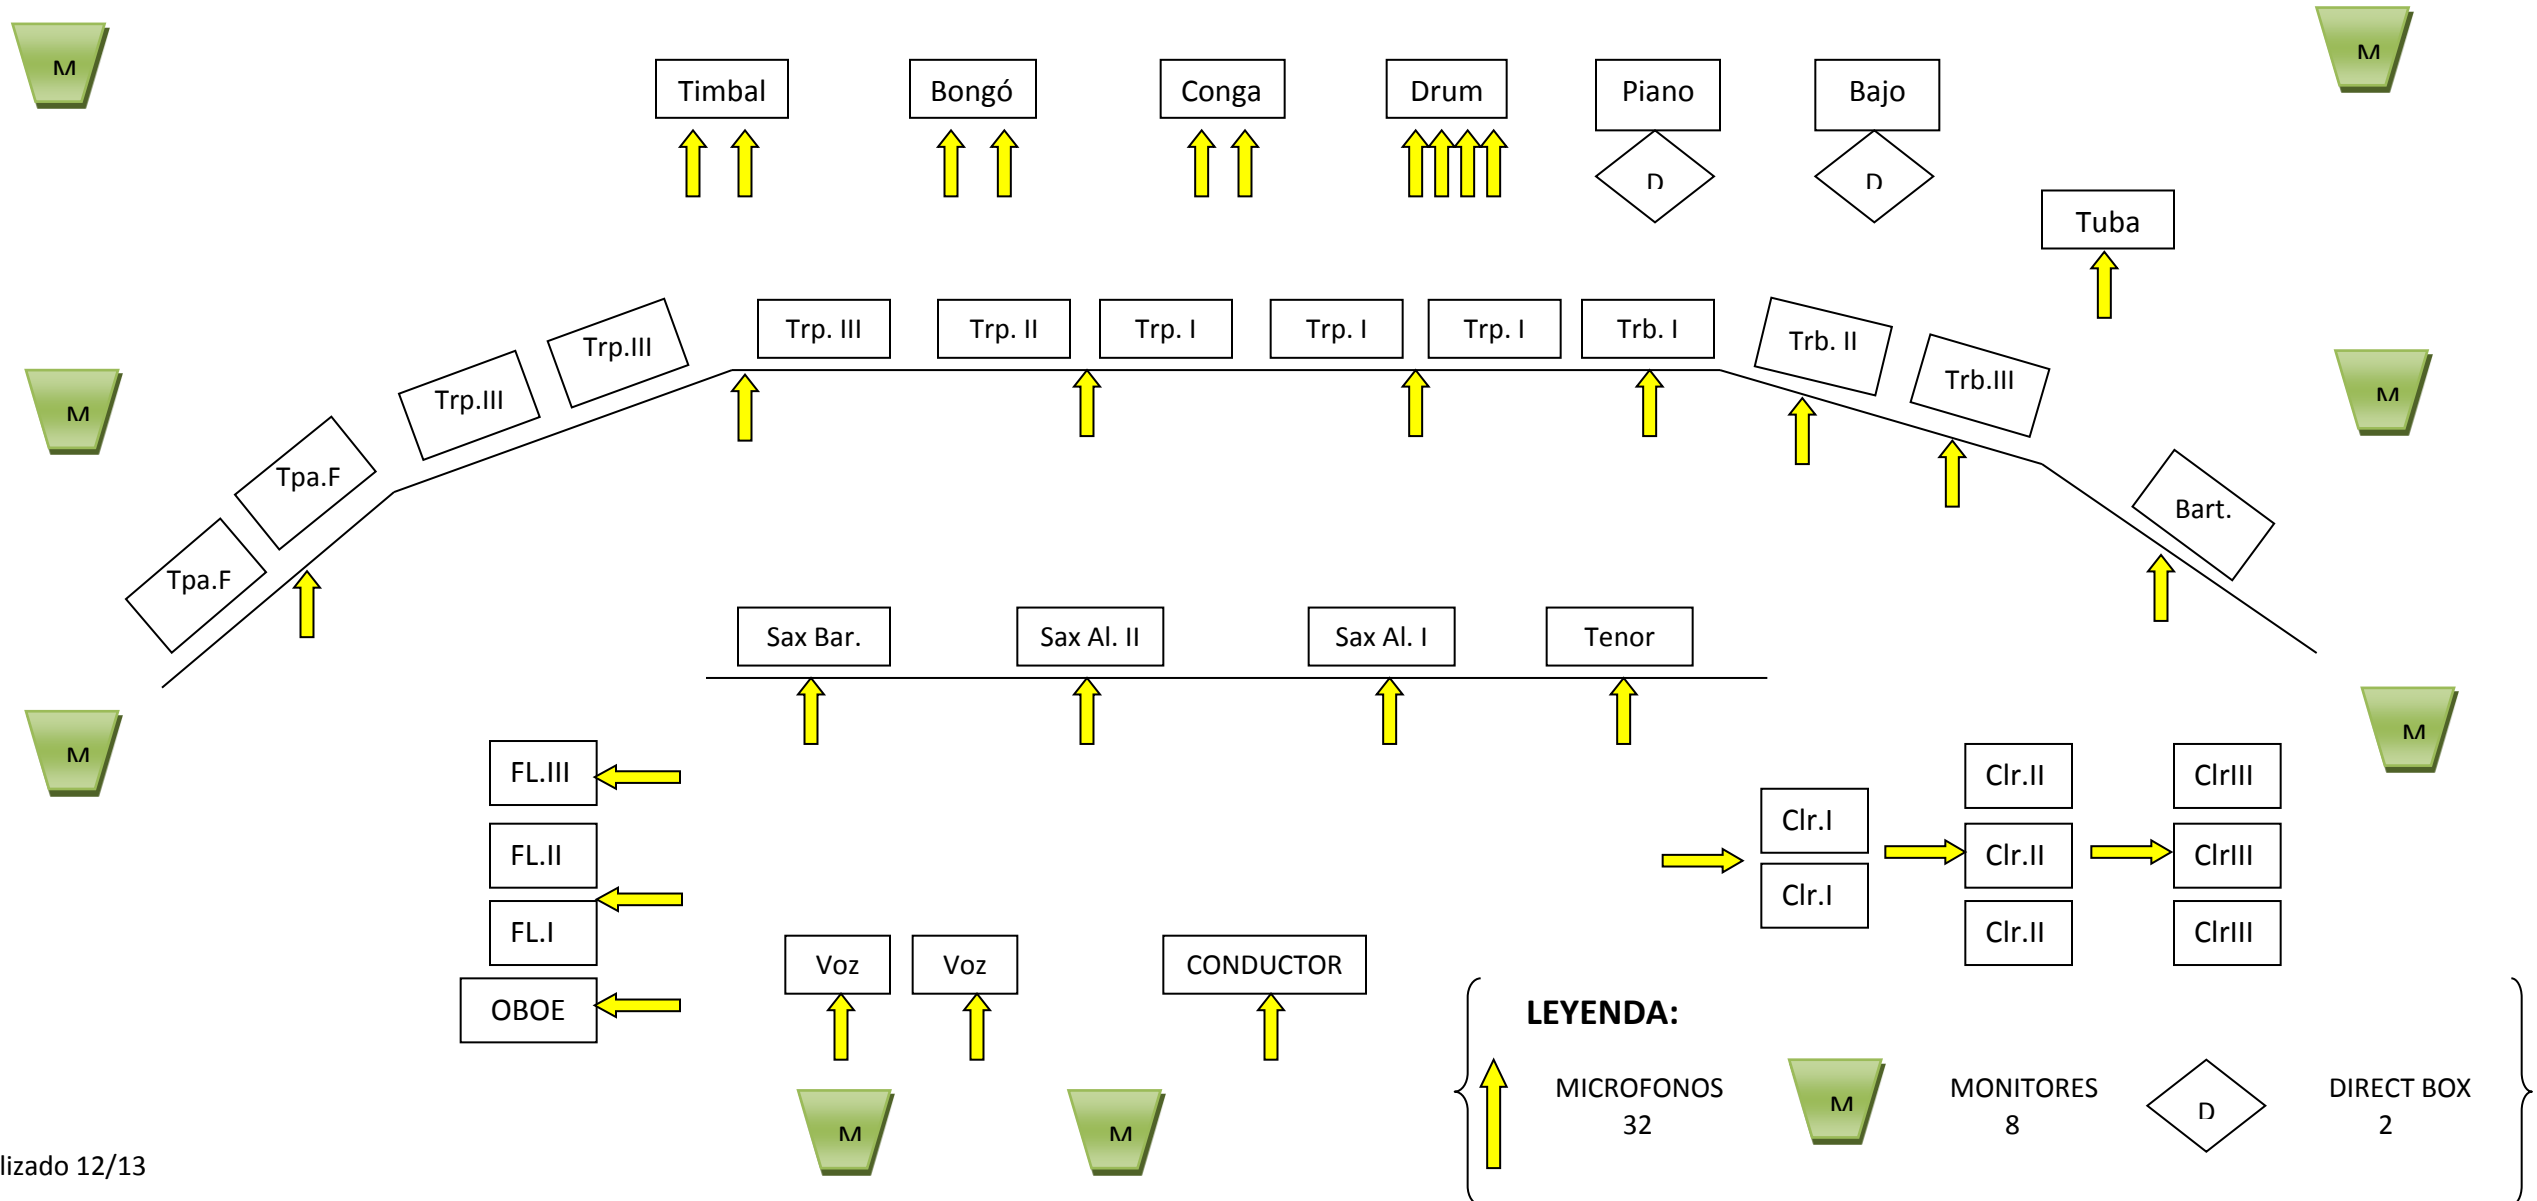 M
M
Timbal
Bongó
Conga
Drum
Piano
Bajo
D
D
Tuba
Trp. III
Trp. II
Trp. I
Trp. I
Trp. I
Trb. I
Trb. II
Trp.III
Trb.III
Trp.III
M
M
Tpa.F
Bart.
Tpa.F
Sax Bar.
Sax Al. II
Sax Al. I
Tenor
M
M
FL.III
Clr.II
ClrIII
Clr.I
FL.II
Clr.II
ClrIII
Clr.I
FL.I
Clr.II
ClrIII
Voz
Voz
CONDUCTOR
OBOE
LEYENDA:
MICROFONOS
32
M
MONITORES
8
D
DIRECT BOX
2
M
M
lizado 12/13